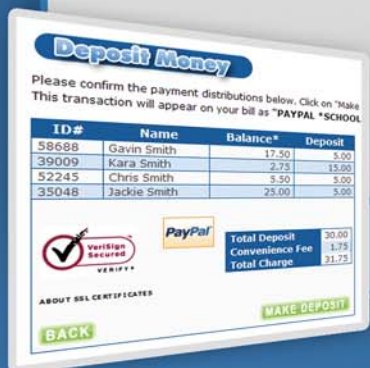 Deposit Money
Please confirm the payment distributions below. Click on "Make
This transaction will appear on your bill as "PAYPAL *SCHOOL
ID# Name Balance* Deposit
58688 Gavin Smith 17.50 5.00
39009 Kara Smith 2.75 15.00
52245 Chris Smith 5.50 5.00
35048 Jackie Smith 25.00 5.00
VeriSign
Secured
VERIFY
PayPal
Total Deposit 30.00
Convenience Fee 1.75
Total Charge 31.75
ABOUT SSL CERTIFICATES
MAKE DEPOSIT
BACK